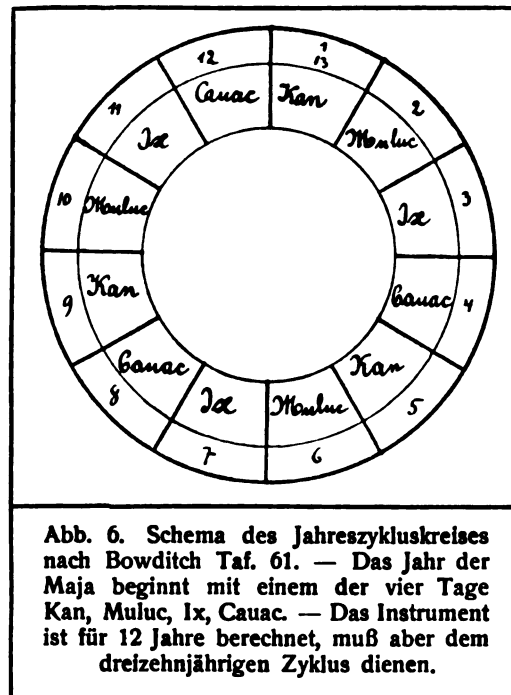 1
13
Kan
2
Muluc
3
Ix
4
Cauac
5
Kan
6
Muluc
7
Ix
8
Cauac
9
Kan
10
Muluc
11
Ix
12
Cauac
Abb. 6. Schema des Jahreszykluskreises
nach Bowditch Taf. 61. — Das Jahr der
Maja beginnt mit einem der vier Tage
Kan, Muluc, Ix, Cauac. — Das Instrument
ist für 12 Jahre berechnet, muß aber dem
dreizehnjährigen Zyklus dienen.